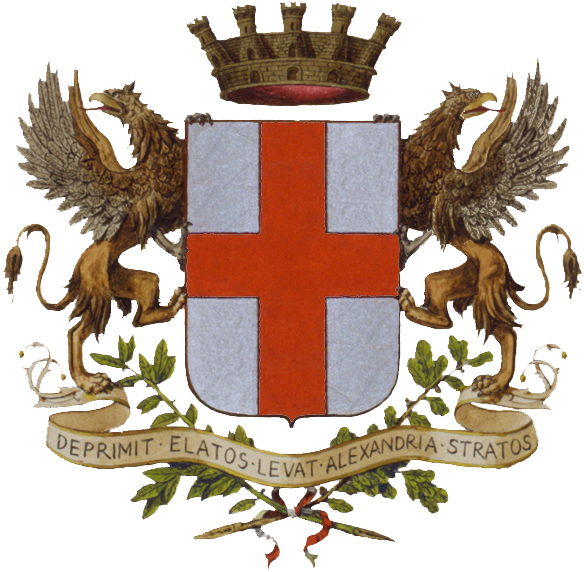 DEPRIMIT · ELATOS · LEVAT · ALEXANDRIA · STRATOS